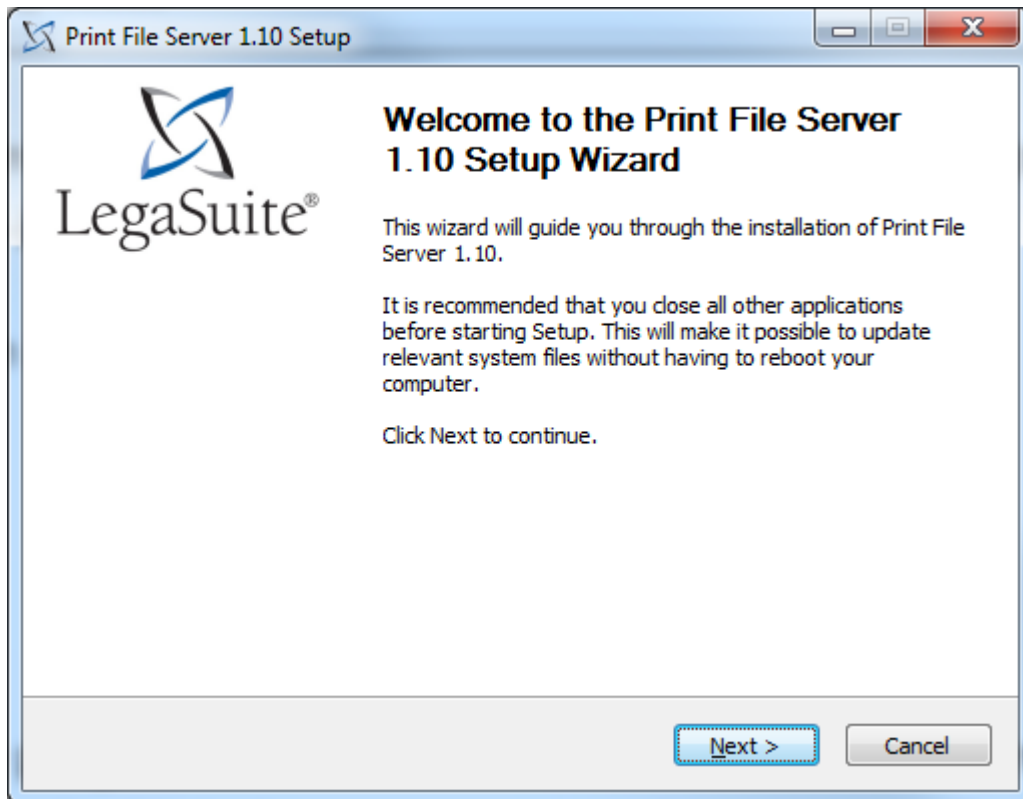 Print File Server 1.10 Setup
LegaSuite®
Welcome to the Print File Server
1.10 Setup Wizard
This wizard will guide you through the installation of Print File
Server 1.10.
It is recommended that you close all other applications
before starting Setup. This will make it possible to update
relevant system files without having to reboot your
computer.
Click Next to continue.
Next >
Cancel